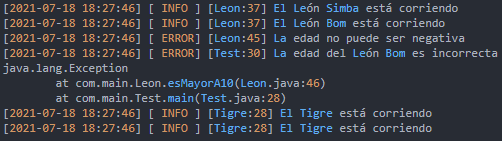 [2021-07-18 18:27:46] [ INFO ] [Leon:37] El León Simba está corriendo
[2021-07-18 18:27:46] [ INFO ] [Leon:37] El León Bom está corriendo
[2021-07-18 18:27:46] [ ERROR] [Leon:45] La edad no puede ser negativa
[2021-07-18 18:27:46] [ ERROR] [Test:30] La edad del León Bom es incorrecta
java.lang.Exception
at com.main.Leon.esMayorA10(Leon.java:46)
at com.main.Test.main(Test.java:28)
[2021-07-18 18:27:46] [ INFO ] [Tigre:28] El Tigre está corriendo
[2021-07-18 18:27:46] [ INFO ] [Tigre:28] El Tigre está corriendo